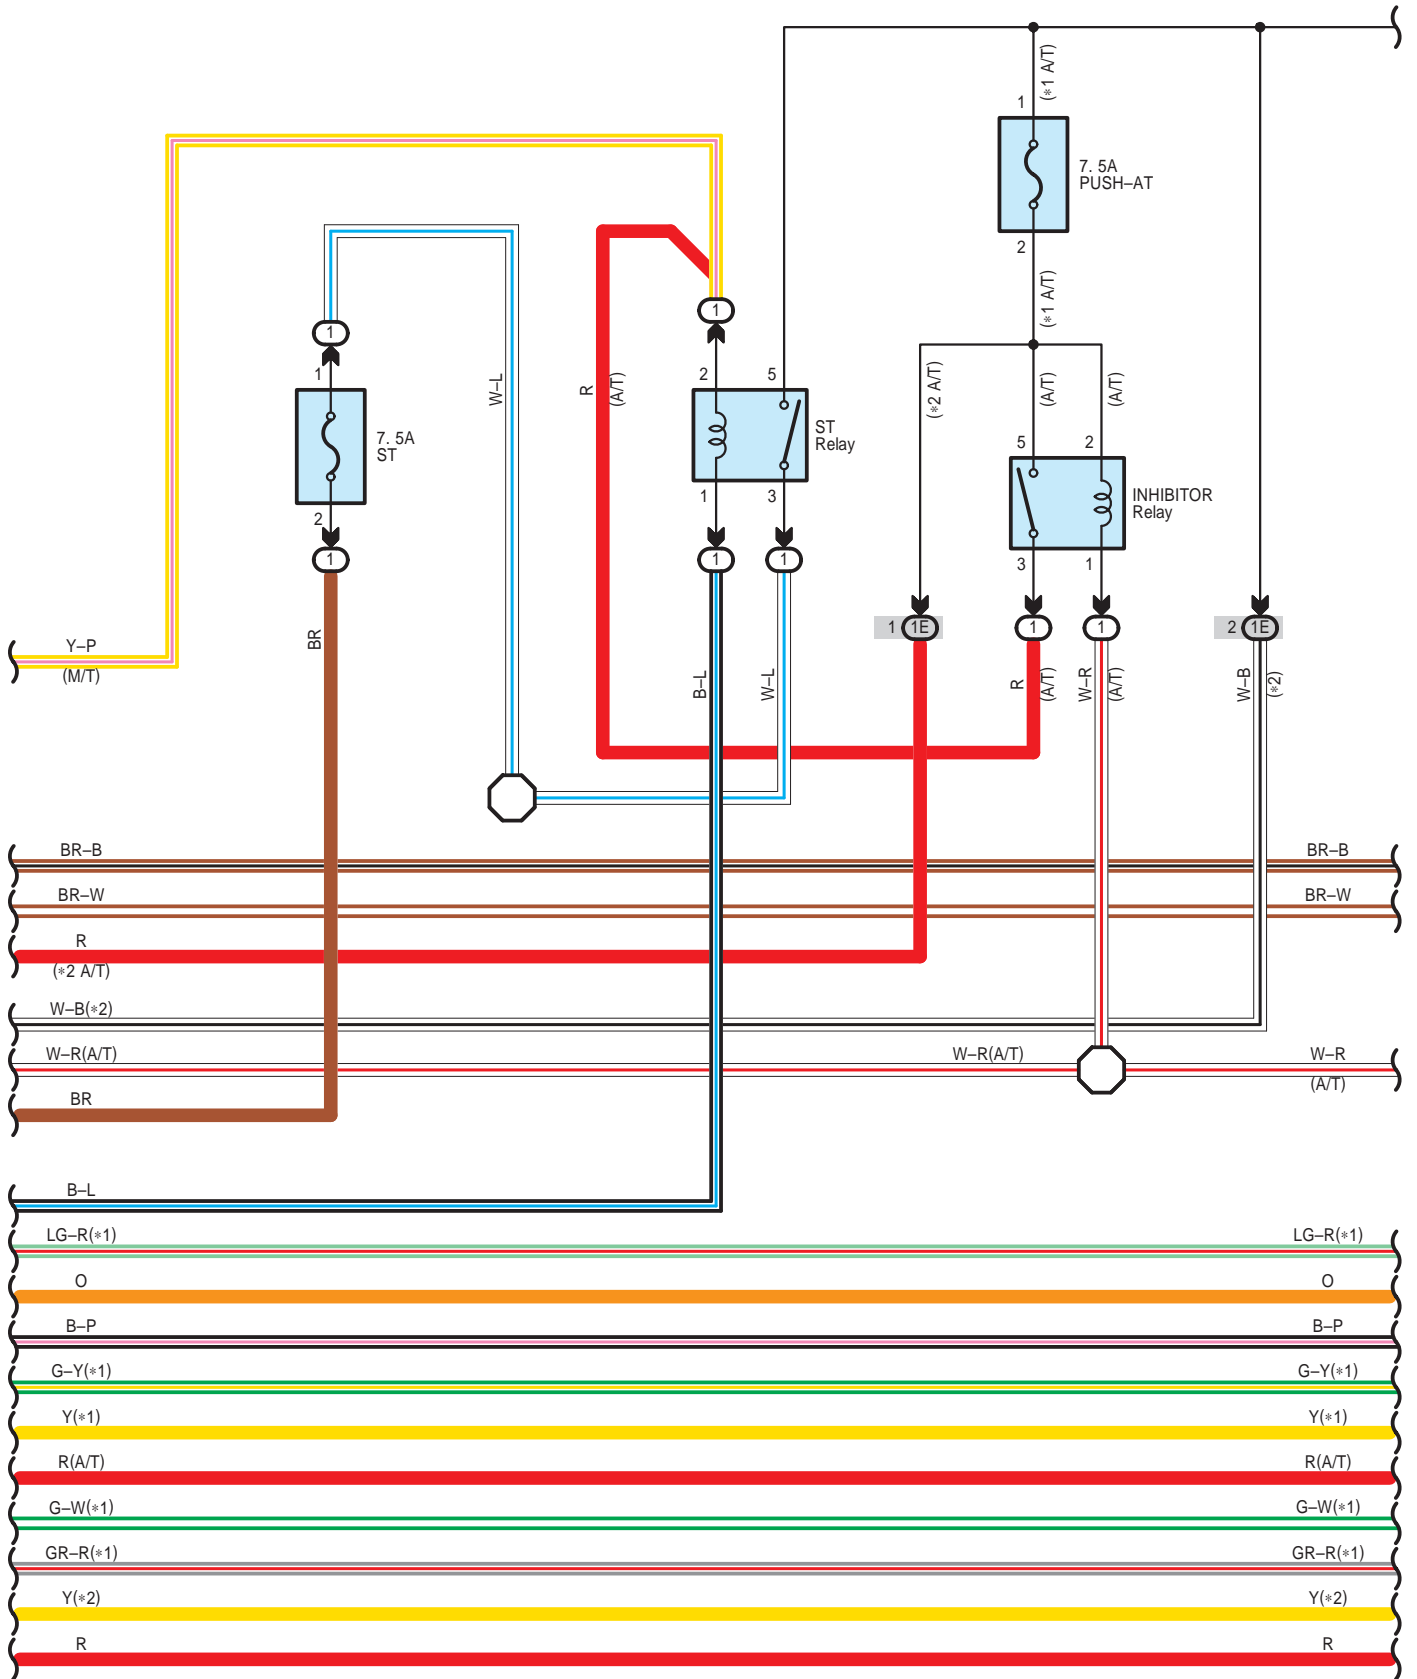 (*1 A/T)
1
7. 5A
PUSH–AT
2
(*1 A/T)
1
1
1
W–L
R
(A/T)
2
5
(*2 A/T)
(A/T)
(A/T)
7. 5A
ST
ST
Relay
5
2
2
1
3
INHIBITOR
Relay
1
1
1
3
1
1 1E
1
1
2 1E
BR
Y–P
(M/T)
B–L
W–L
R
(A/T)
W–R
(A/T)
W–B
(*2)
BR–B
BR–B
BR–W
BR–W
R
(*2 A/T)
W–B(*2)
W–R(A/T)
W–R(A/T)
W–R
(A/T)
BR
B–L
LG–R(*1)
LG–R(*1)
O
O
B–P
B–P
G–Y(*1)
G–Y(*1)
Y(*1)
Y(*1)
R(A/T)
R(A/T)
G–W(*1)
G–W(*1)
GR–R(*1)
GR–R(*1)
Y(*2)
Y(*2)
R
R